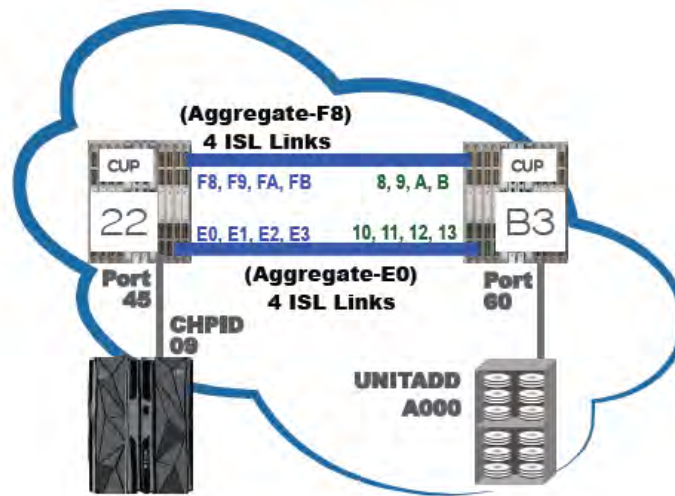 (Aggregate-F8)
4 ISL Links
CUP
CUP
F8, F9, FA, FB
8, 9, A, B
22
B3
E0, E1, E2, E3
10, 11, 12, 13
(Aggregate-E0)
4 ISL Links
Port
45
Port
60
CHPID
09
UNITADD
A000